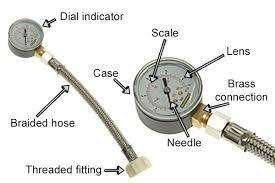 Dial indicator
Scale
Lens
Case
Brass
connection
Braided hose
Needle
Threaded fitting